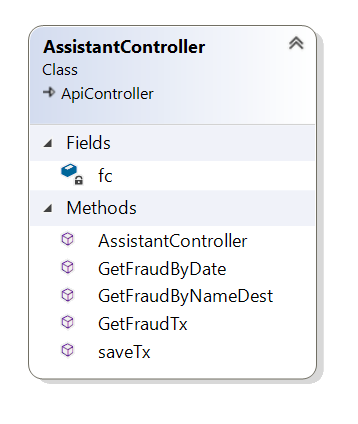 AssistantController
Class
ApiController
Fields
fc
Methods
AssistantController
GetFraudByDate
GetFraudByNameDest
GetFraudTx
saveTx